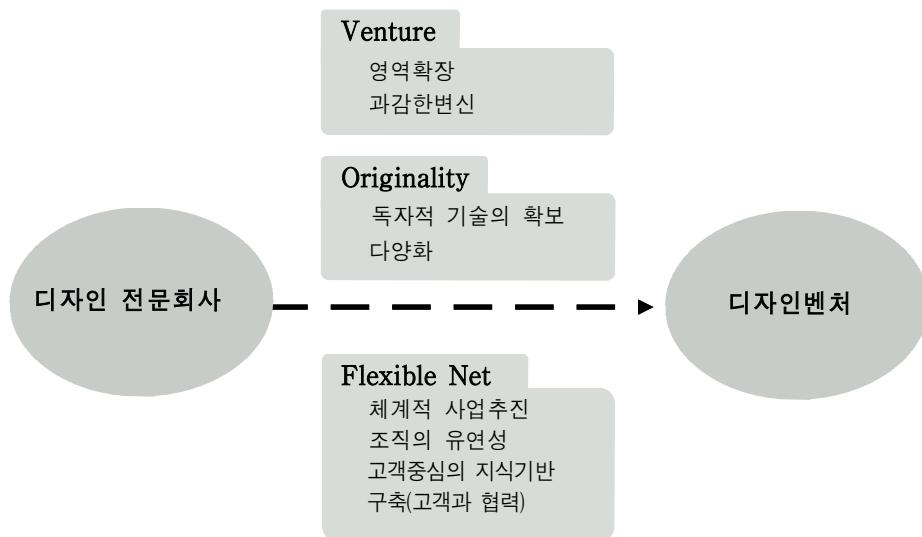 Venture
영역확장
과감한변신
Originality
독자적 기술의 확보
다양화
디자인 전문회사
디자인벤처
Flexible Net
체계적 사업추진
조직의 유연성
고객중심의 지식기반
구축(고객과 협력)